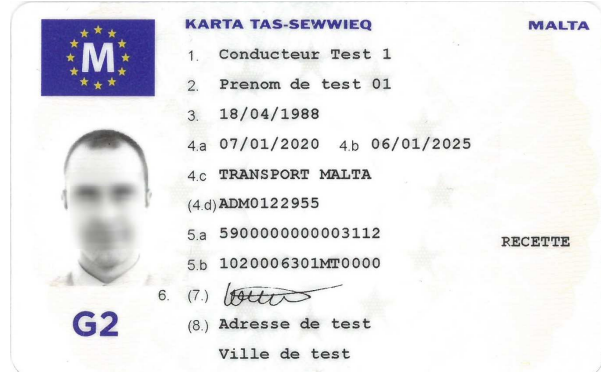 KARTA TAS-SEWWIEQ MALTA
M
1. Conducteur Test 1
2. Prenom de test 01
3. 18/04/1988
4.a 07/01/2020 4.b 06/01/2025
4.c TRANSPORT MALTA
(4.d) ADM0122955
5.a 5900000000003112
RECETTE
5.b 1020006301MT0000
6. (7.)
G2
(8.) Adresse de test
Ville de test